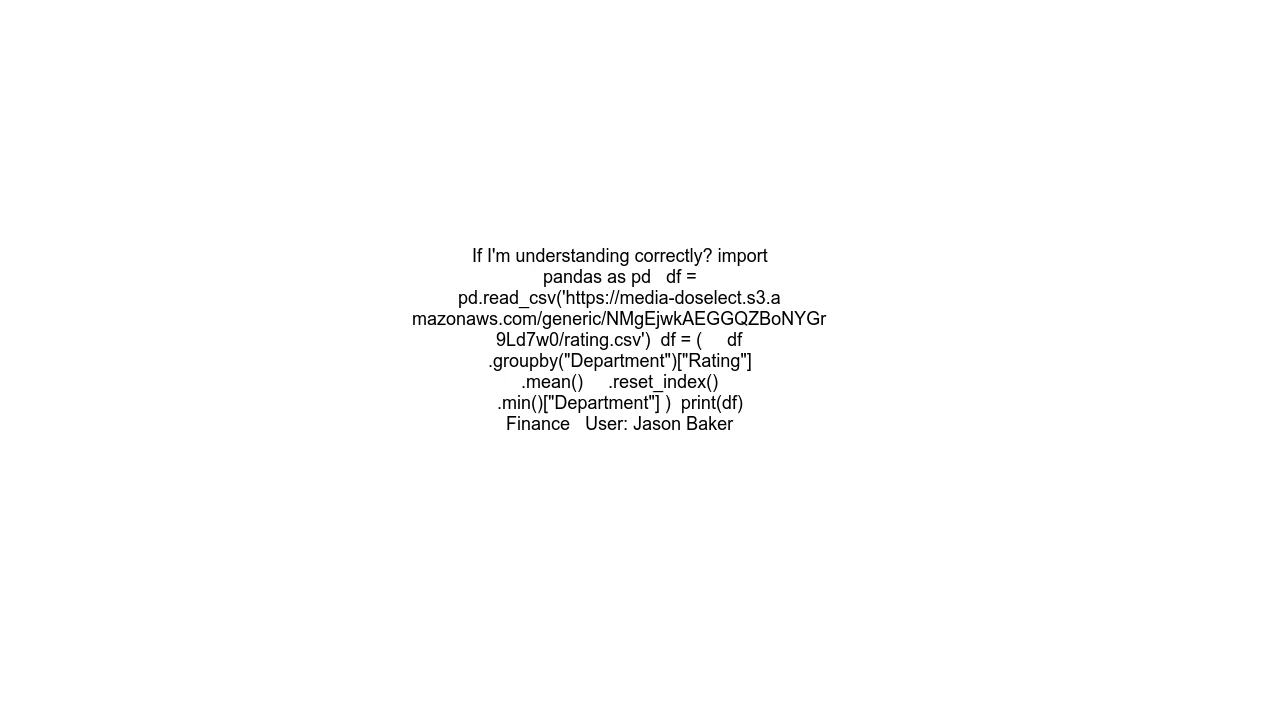 If I'm understanding correctly? import
pandas as pd   df =
pd.read_csv('https://media-doselect.s3.a
mazonaws.com/generic/NMgEjwkAEGGQZBoNYGr
9Ld7w0/rating.csv')  df = (     df
.groupby("Department")["Rating"]
.mean()     .reset_index()
.min()["Department"] )  print(df)
Finance   User: Jason Baker